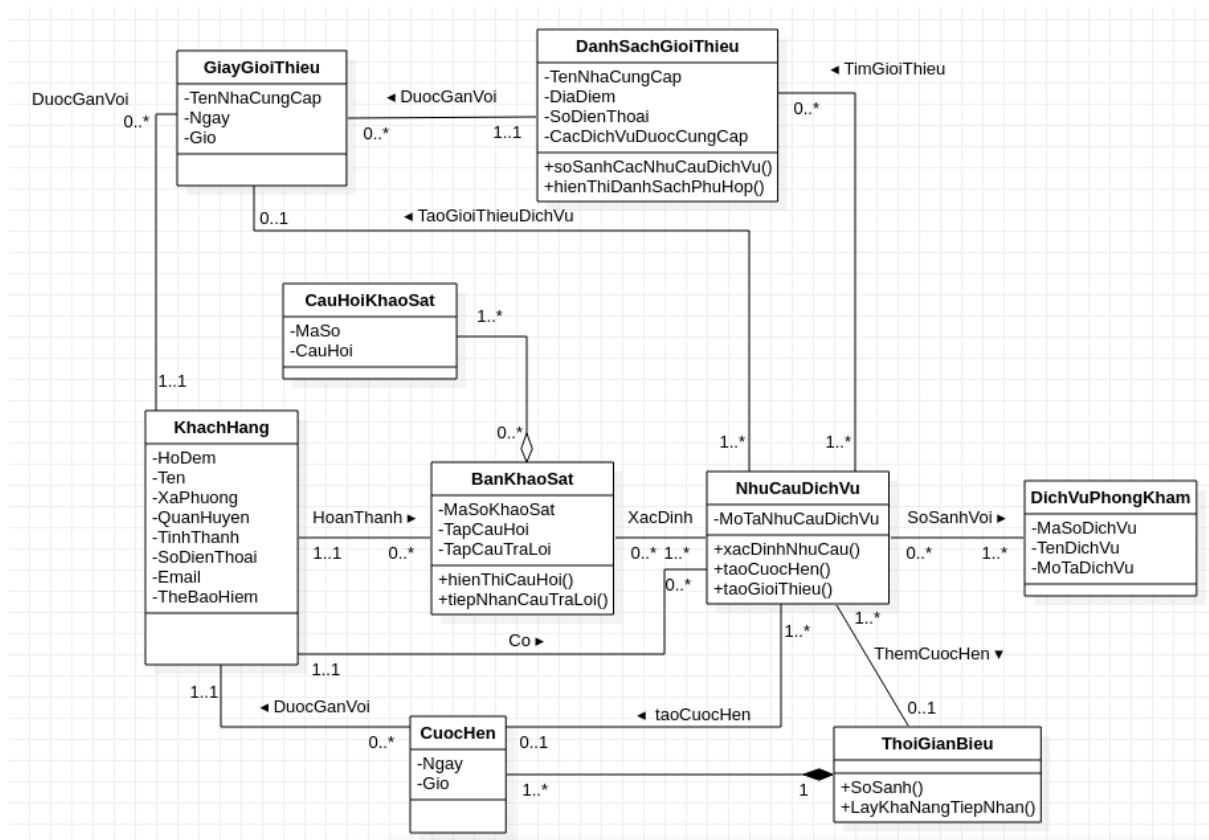 GiayGioiThieu
-TenNhaCungCap
-Ngay
-Gio
DanhSachGioiThieu
-TenNhaCungCap
-DiaDiem
-SoDienThoai
-CacDichVuDuocCungCap
+soSanhCacNhuCauDichVu()
+hienThiDanhSachPhuHop()
◄ TimGioiThieu
0..*
DuocGanVoi
0..*
◄ DuocGanVoi
0..*
1..1
0..1
◄ TaoGioiThieuDichVu
CauHoiKhaoSat
-MaSo
-CauHoi
1..*
0..*
1..1
KhachHang
-HoDem
-Ten
-XaPhuong
-QuanHuyen
-TinhThanh
-SoDienThoai
-Email
-TheBaoHiem
HoanThanh ►
1..1
0..*
BanKhaoSat
-MaSoKhaoSat
-TapCauHoi
-TapCauTraLoi
+hienThiCauHoi()
+tiepNhanCauTraLoi()
XacDinh
0..*
1..*
1..*
1..*
NhuCauDichVu
-MoTaNhuCauDichVu
+xacDinhNhuCau()
+taoCuocHen()
+taoGioiThieu()
SoSanhVoi ►
0..*
1..*
DichVuPhongKham
-MaSoDichVu
-TenDichVu
-MoTaDichVu
0..*
Co ►
1..1
1..*
1..*
ThemCuocHen ▼
0..1
1..1
◄ DuocGanVoi
0..*
◄ taoCuocHen
0..1
CuocHen
-Ngay
-Gio
1..*
1
ThoiGianBieu
+SoSanh()
+LayKhaNangTiepNhan()